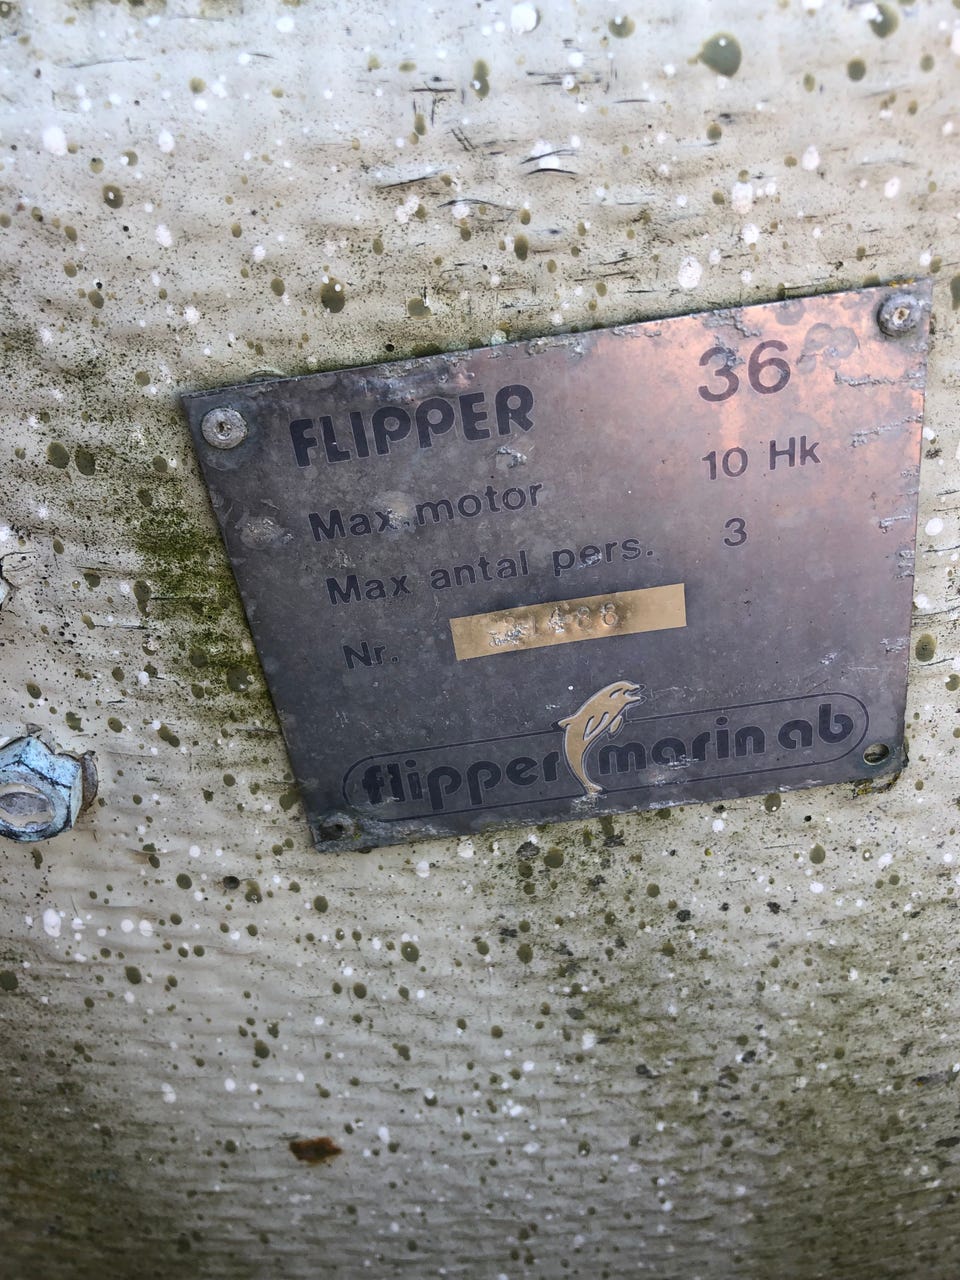 FLIPPER 36
Max.motor 10 Hk
Max antal pers. 3
Nr.
flipper marin ab